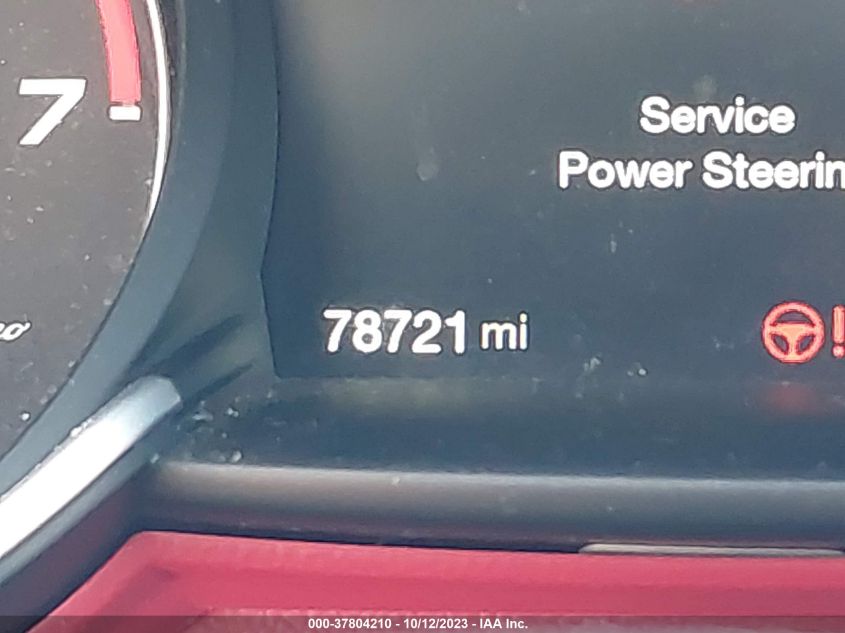 7
Service
Power Steerin
78721 mi
!
000-37804210 - 10/12/2023 - IAA Inc.